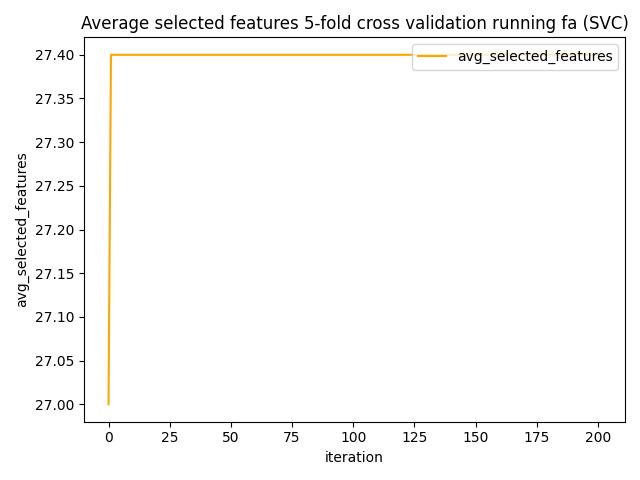 Average selected features 5-fold cross validation running fa (SVC)
27.40
27.35
27.30
27.25
27.20
27.15
27.10
27.05
27.00
avg_selected_features
avg_selected_features
0 25 50 75 100 125 150 175 200
iteration